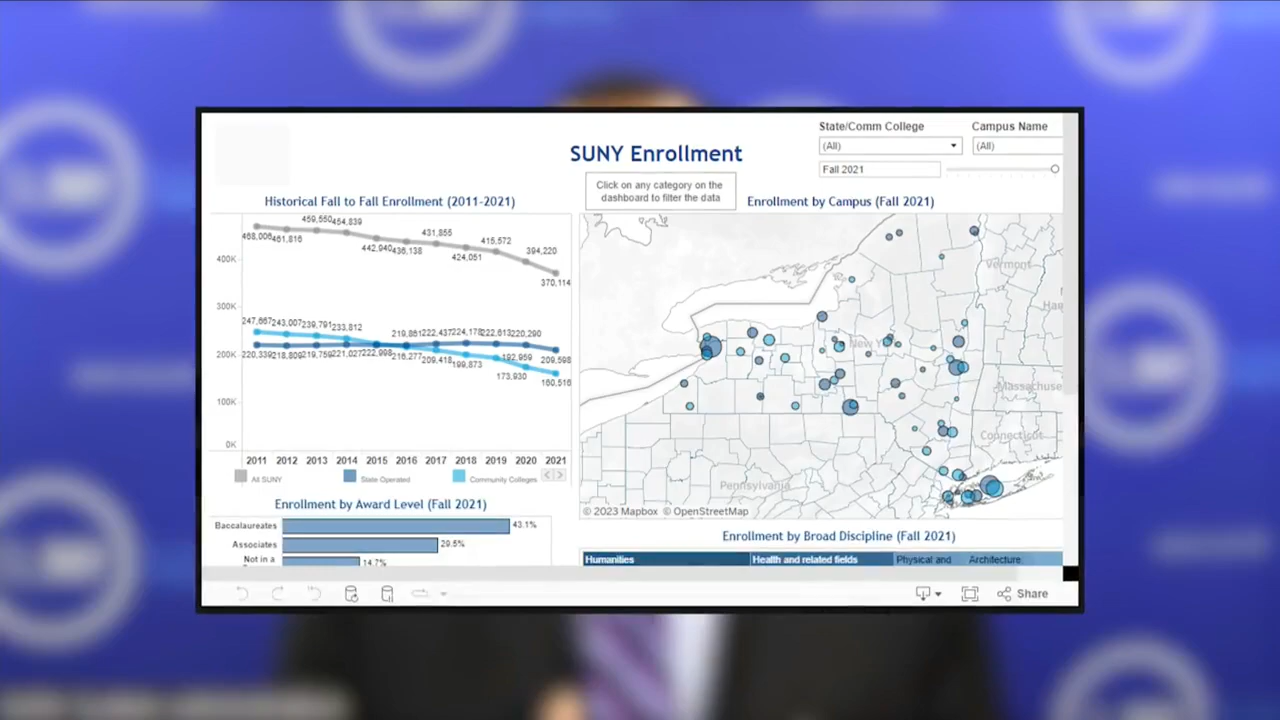 State/Comm College
Campus Name
(All)
(All)
SUNY Enrollment
Fall 2021
Click on any category on the
dashboard to filter the data
Historical Fall to Fall Enrollment (2011-2021)
Enrollment by Campus (Fall 2021)
468,006
461,816
459,550
454,839
442,940
436,138
431,855
424,051
415,572
394,220
370,114
400K
300K
200K
100K
0K
247,667
243,007
239,791
233,812
219,861
222,437
224,178
222,613
220,290
220,339
218,809
219,759
221,027
222,998
216,277
209,418
199,873
192,959
173,930
209,598
160,516
2011 2012 2013 2014 2015 2016 2017 2018 2019 2020 2021
All SUNY
State Operated
Community Colleges
Vermont
New Y
Massachuse
Connecticut
Pennsylvania
© 2023 Mapbox © OpenStreetMap
Enrollment by Award Level (Fall 2021)
Baccalaureates
43.1%
Associates
29.5%
Not in a
14.7%
Enrollment by Broad Discipline (Fall 2021)
Humanities
Health and related fields
Physical and
Architecture
Share